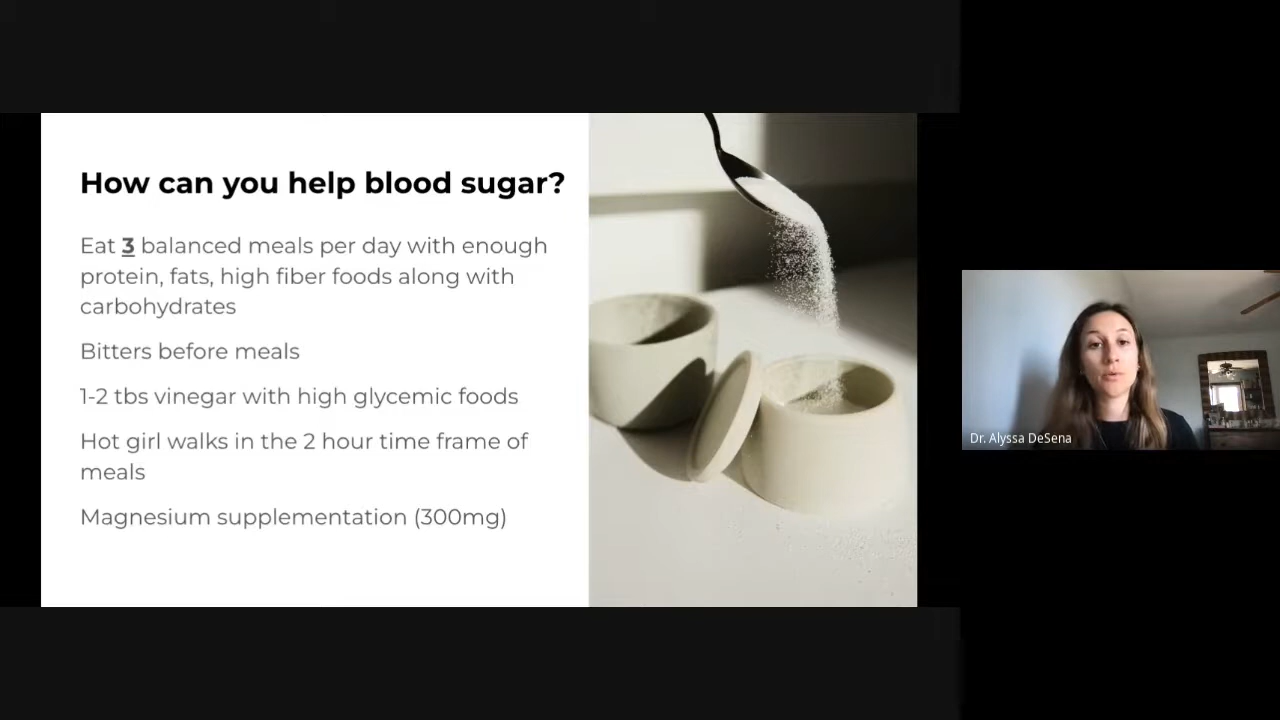 How can you help blood sugar?
Eat 3 balanced meals per day with enough
protein, fats, high fiber foods along with
carbohydrates
Bitters before meals
1-2 tbs vinegar with high glycemic foods
Hot girl walks in the 2 hour time frame of
meals
Magnesium supplementation (300mg)
Dr. Alyssa DeSena